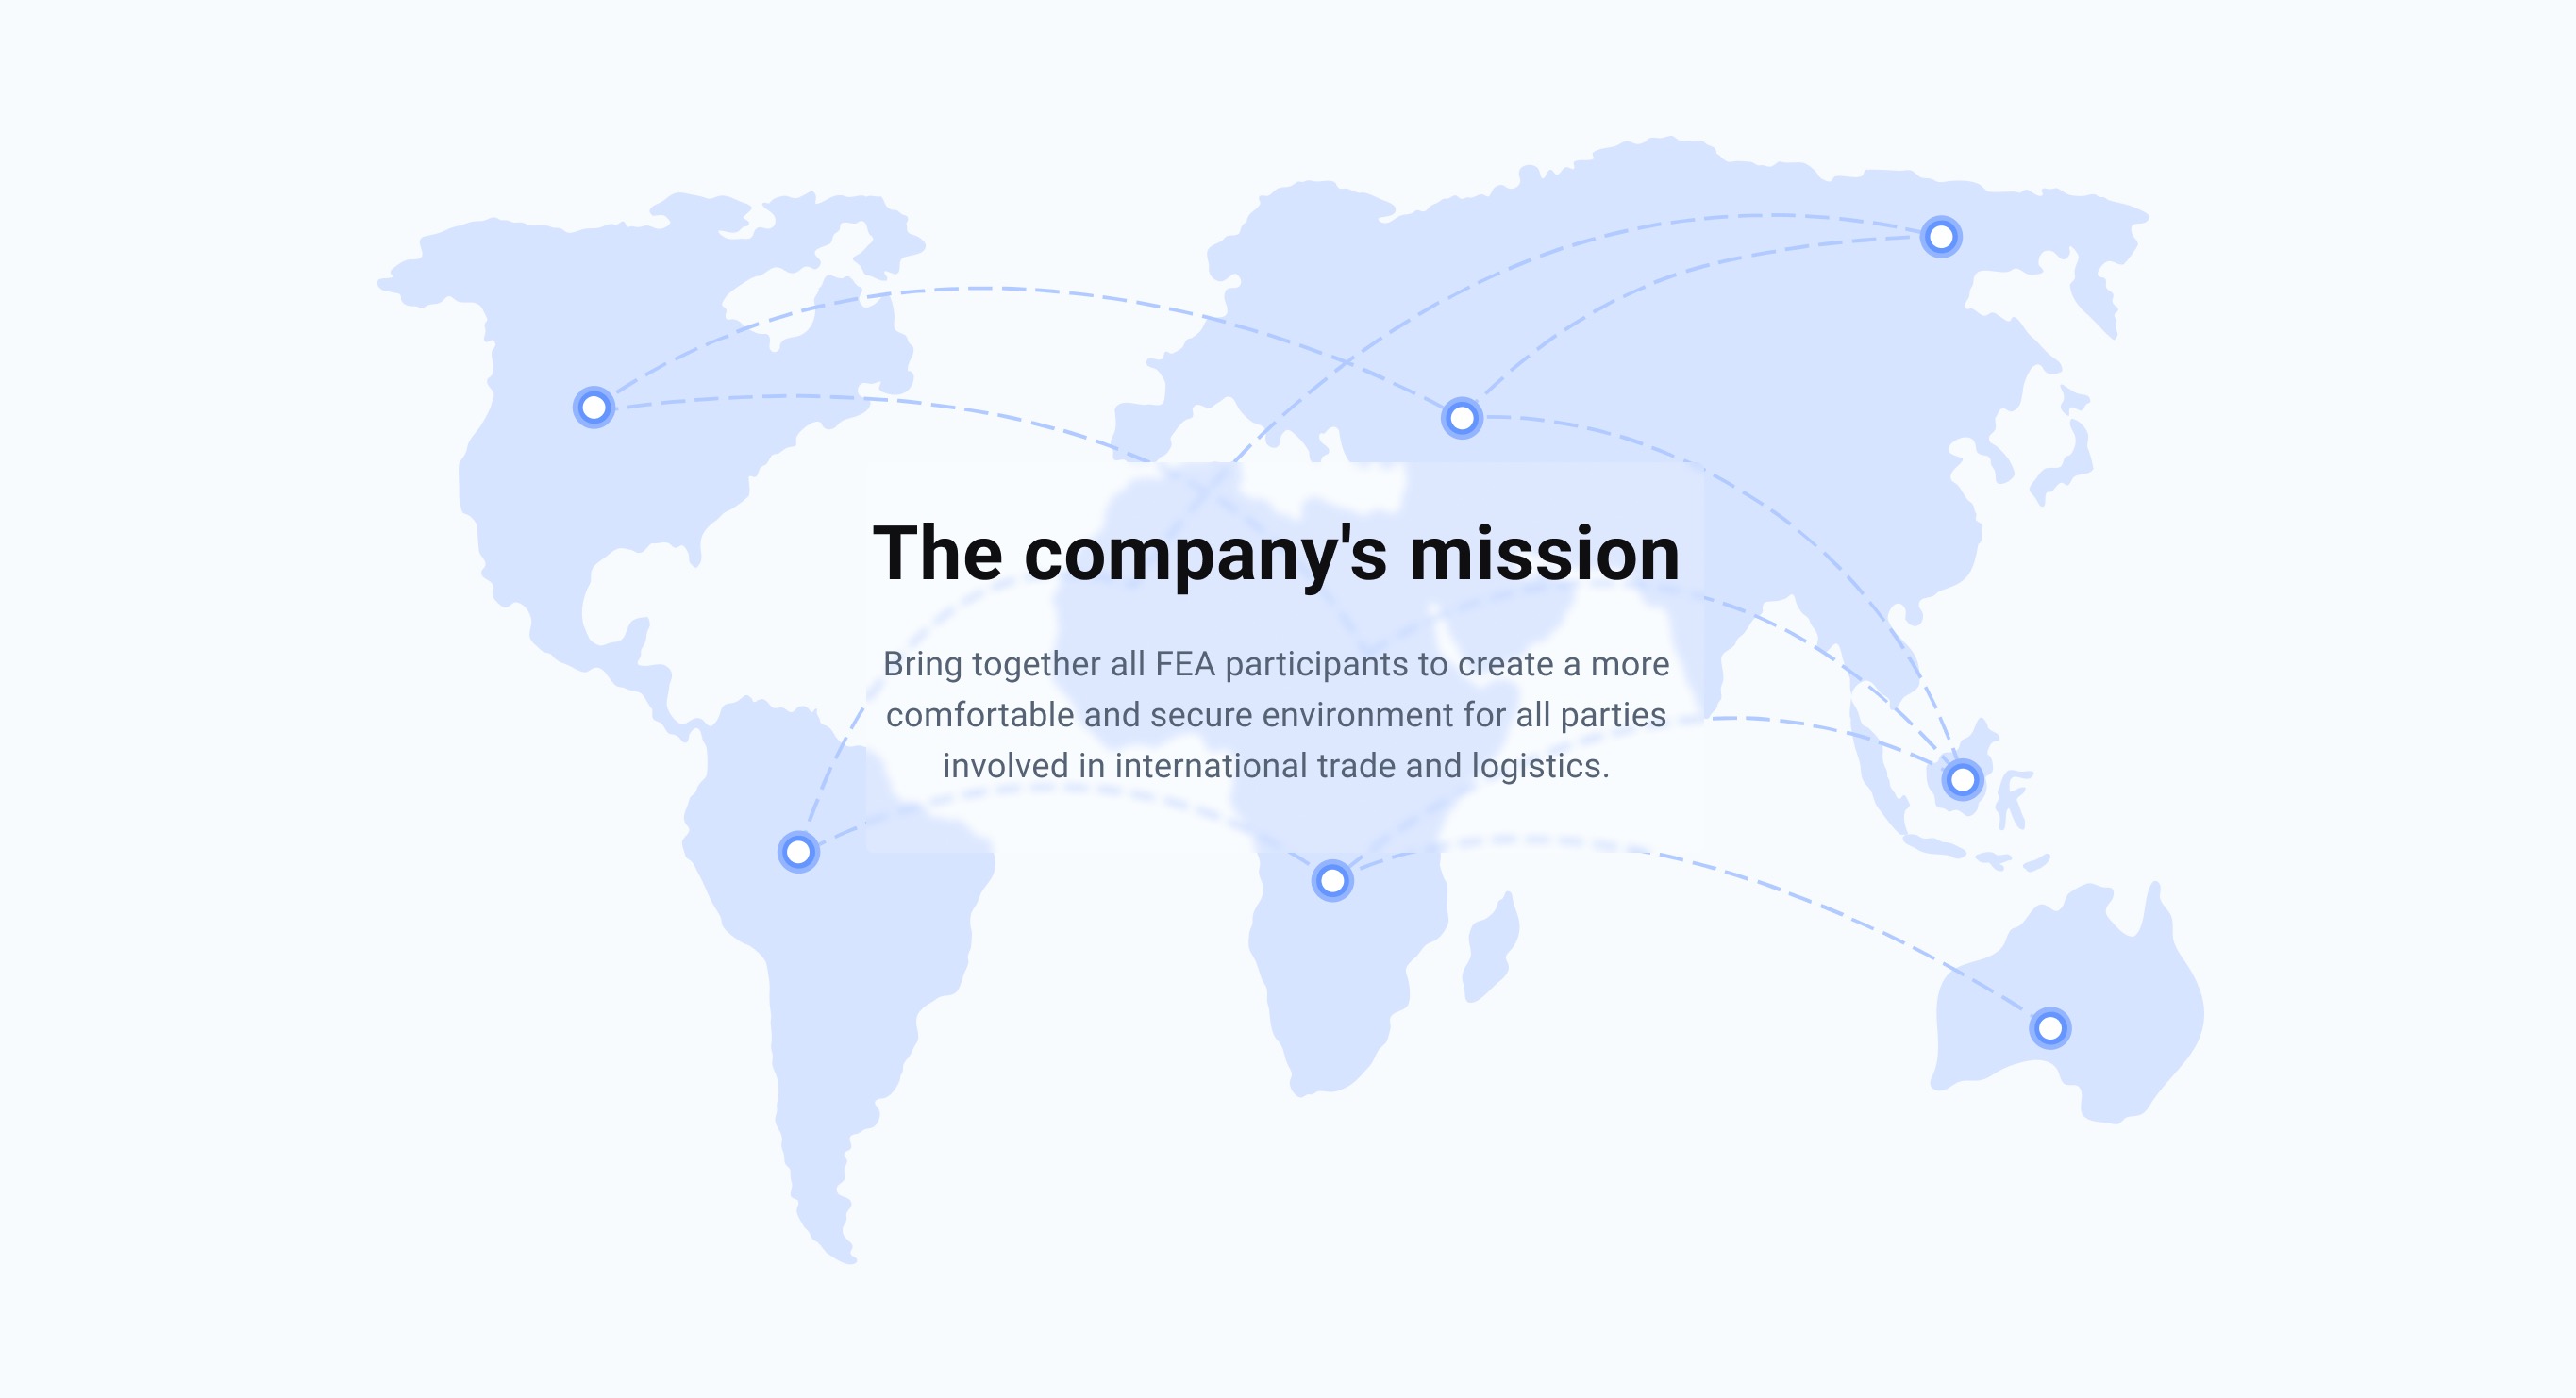 The company's mission
Bring together all FEA participants to create a more
comfortable and secure environment for all parties
involved in international trade and logistics.